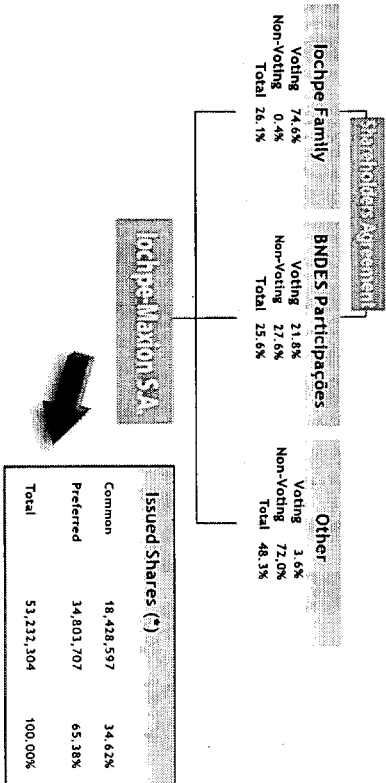 Shareholders Agreement
Iochpe Family
Voting 74.6%
Non-Voting 0.4%
Total 26.1%
BNDES Participações
Voting 21.8%
Non-Voting 27.6%
Total 25.6%
Other
Voting 3.6%
Non-Voting 72,0%
Total 48.3%
Iochpe-Maxion S.A.
Issued Shares (*)
Common 18,428,597 34.62%
Preferred 34,803,707 65.38%
Total 53,232,304 100.00%